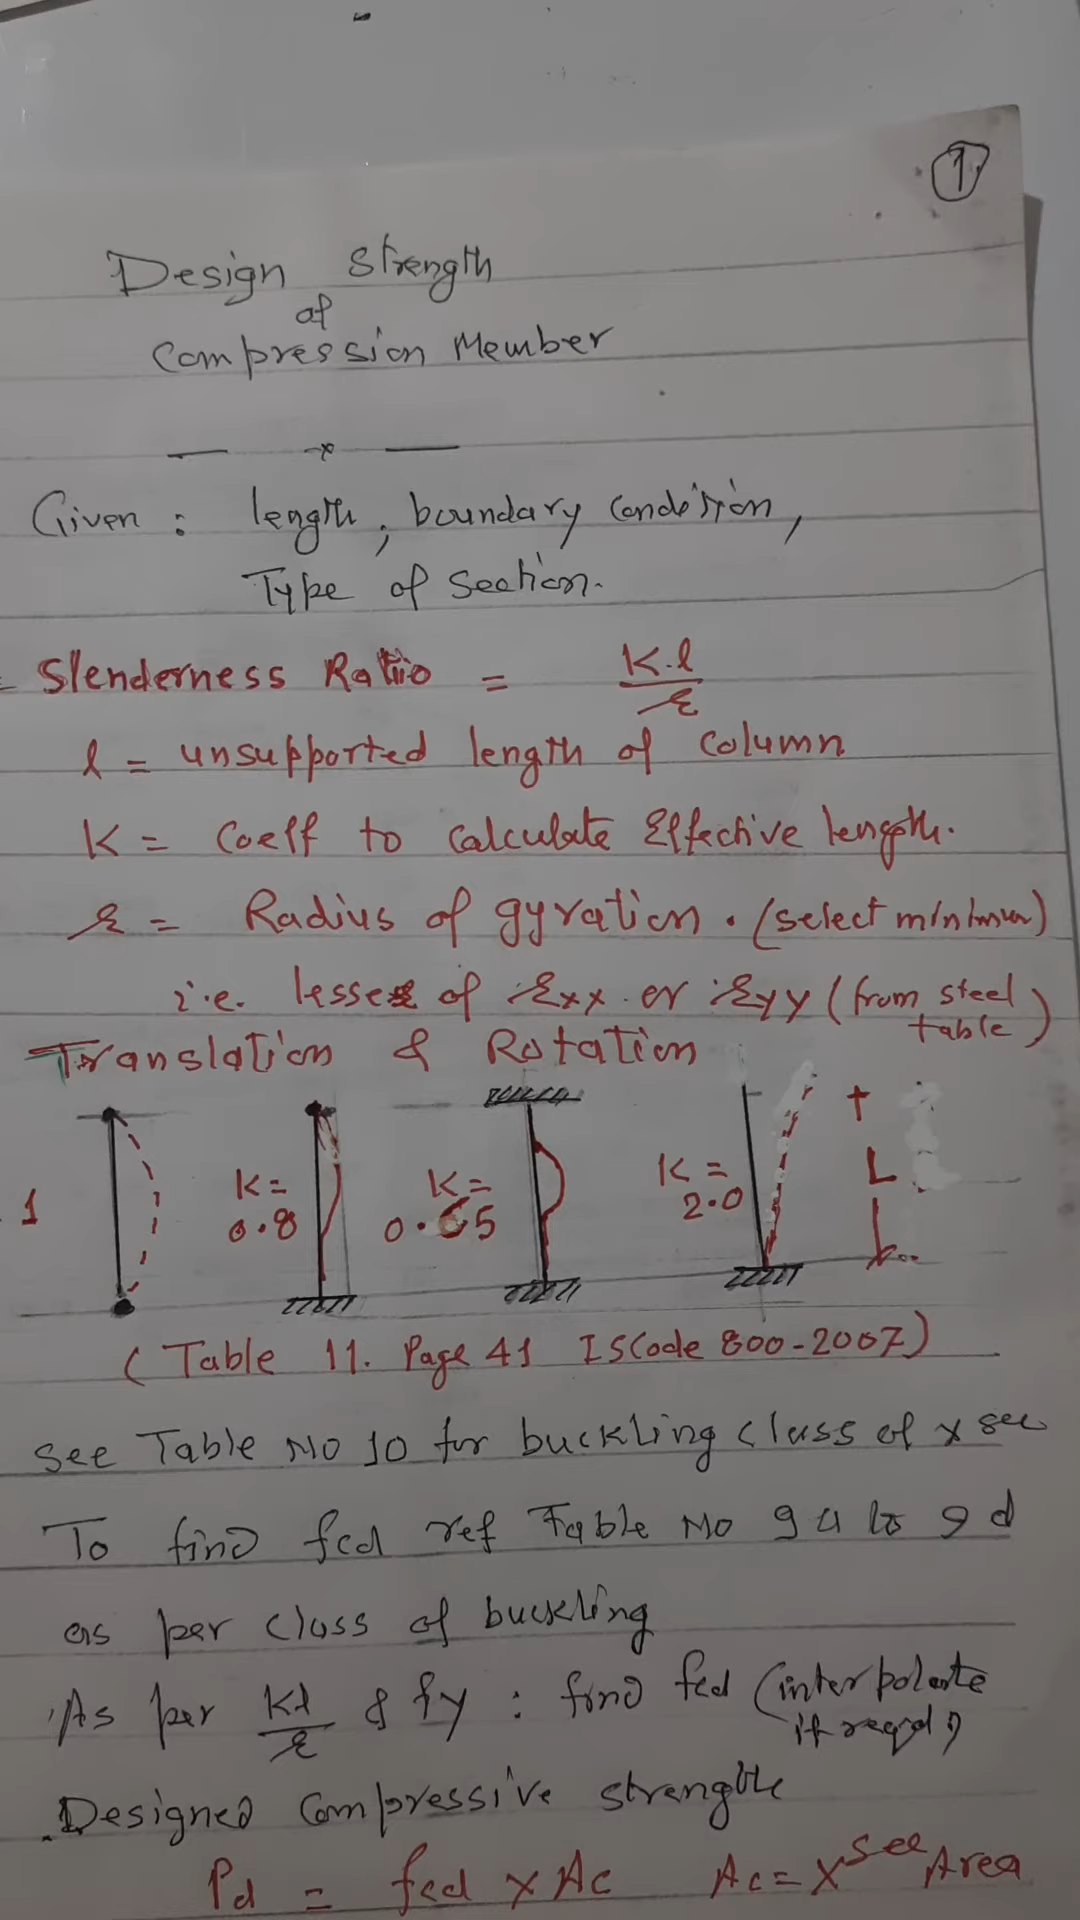 1
Design Strength
of
Compression Member
Given : length, boundary Condition,
Type of Section.
Slenderness Ratio = K.l / r
l = unsupported length of column
K = Coeff to Calculate Effective length.
r = Radius of gyration. (select minimum)
i.e. lesser of rxx or ryy (from steel table)
Translation & Rotation
1
K = 0.8
K = 0.65
K = 2.0
(Table 11. Page 41 IS Code 800-2007)
See Table No 10 for buckling class of x sec
To find fcd ref Table No 9a to 9d
as per class of buckling
As per Kl / r & fy : find fcd (interpolate if reqd)
Designed Compressive strength
Pd = fcd x Ac Ac = X sec Area